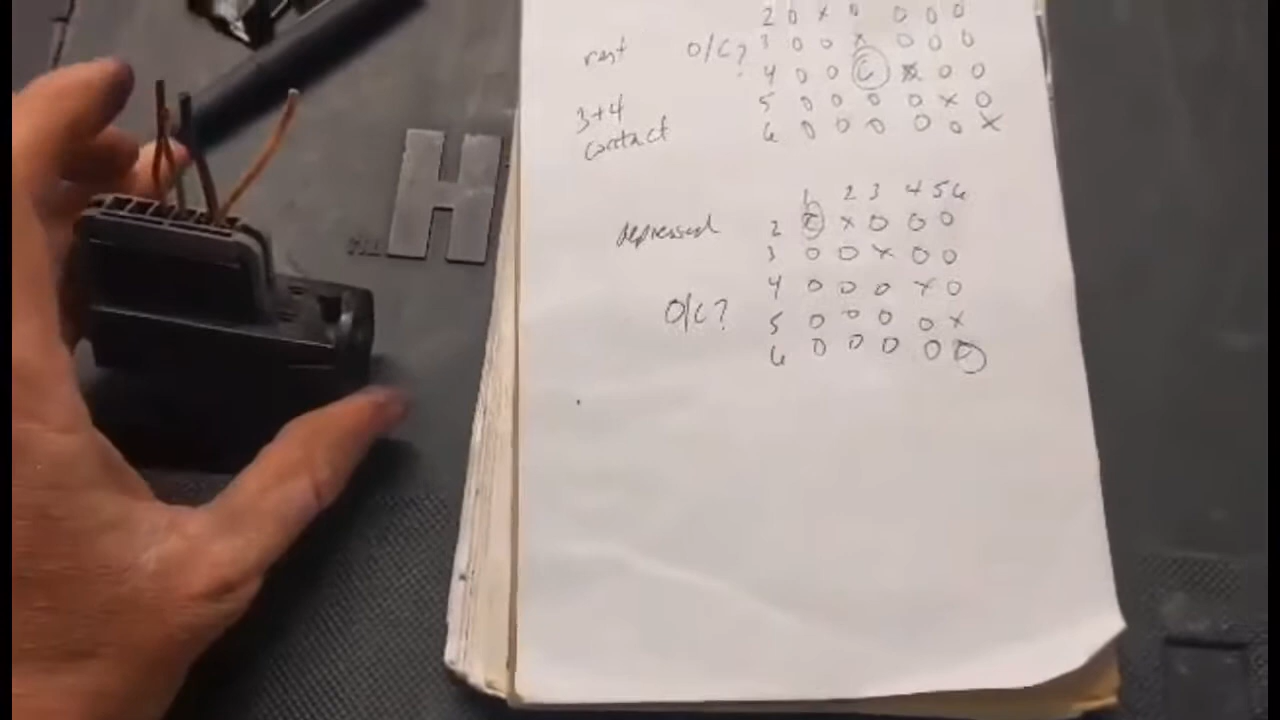 2 0 x 0 0 0 0
rest O/C? 3 0 0 x 0 0 0
4 0 0 C x 0 0
3+4 5 0 0 0 0 x 0
contact 6 0 0 0 0 0 x
1 2 3 4 5 6
depressed 2 C x 0 0 0
3 0 0 x 0 0
4 0 0 0 x 0
O/C? 5 0 0 0 0 x
6 0 0 0 0 0
H